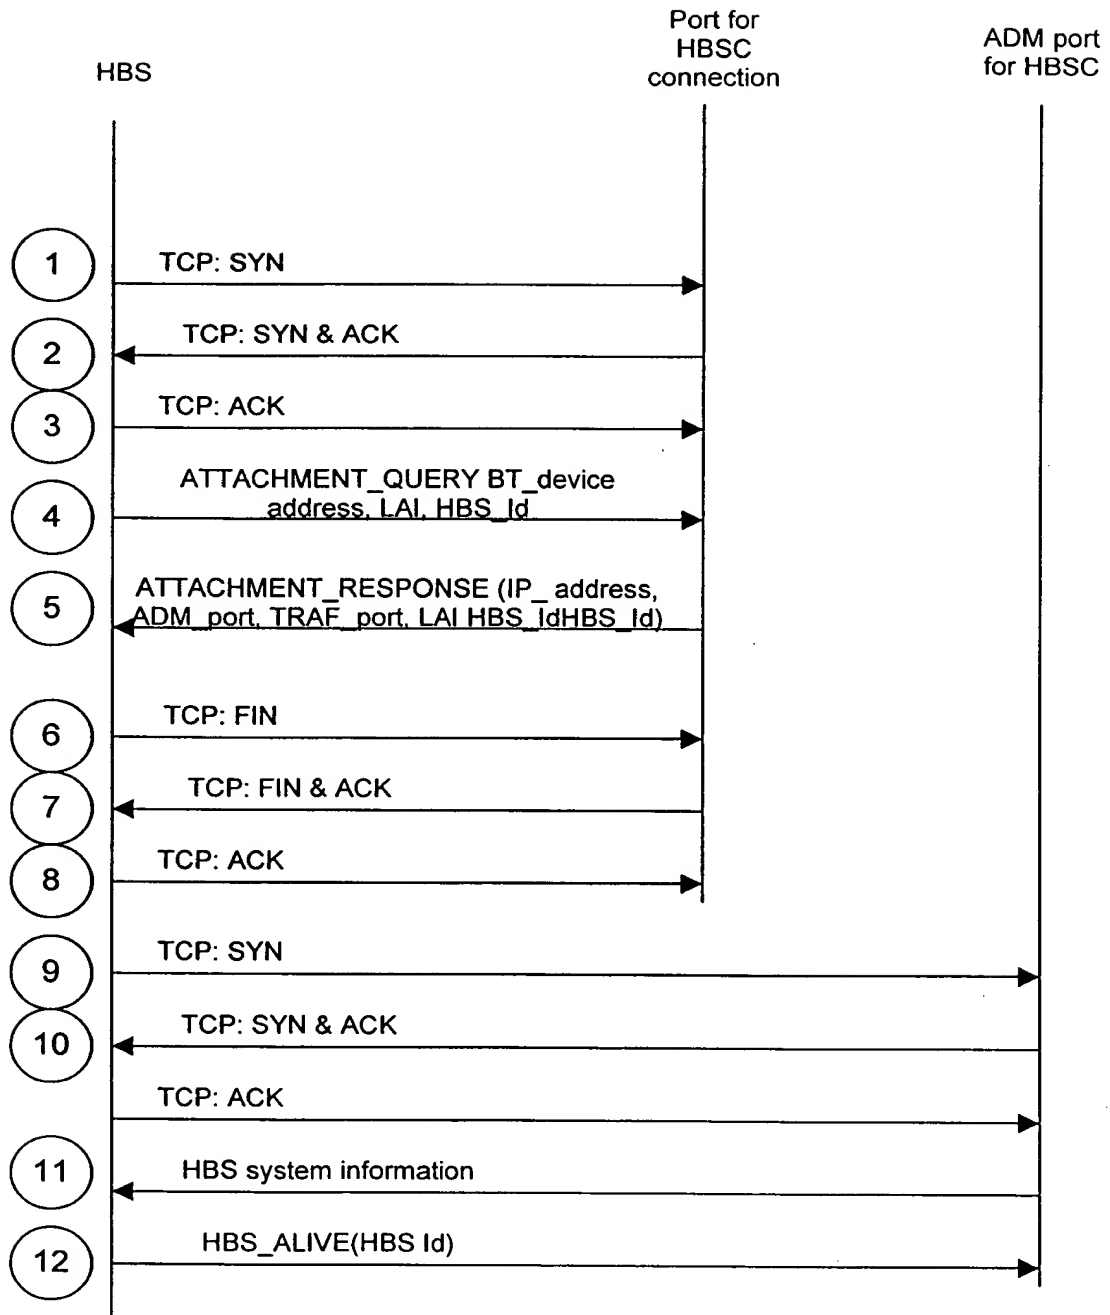 HBS
Port for
HBSC
connection
ADM port
for HBSC
1
TCP: SYN
2
TCP: SYN & ACK
3
TCP: ACK
4
ATTACHMENT_QUERY BT_device
address, LAI, HBS_Id
5
ATTACHMENT_RESPONSE (IP_ address,
ADM_port, TRAF_port, LAI HBS_IdHBS_Id)
6
TCP: FIN
7
TCP: FIN & ACK
8
TCP: ACK
9
TCP: SYN
10
TCP: SYN & ACK
TCP: ACK
11
HBS system information
12
HBS_ALIVE(HBS Id)